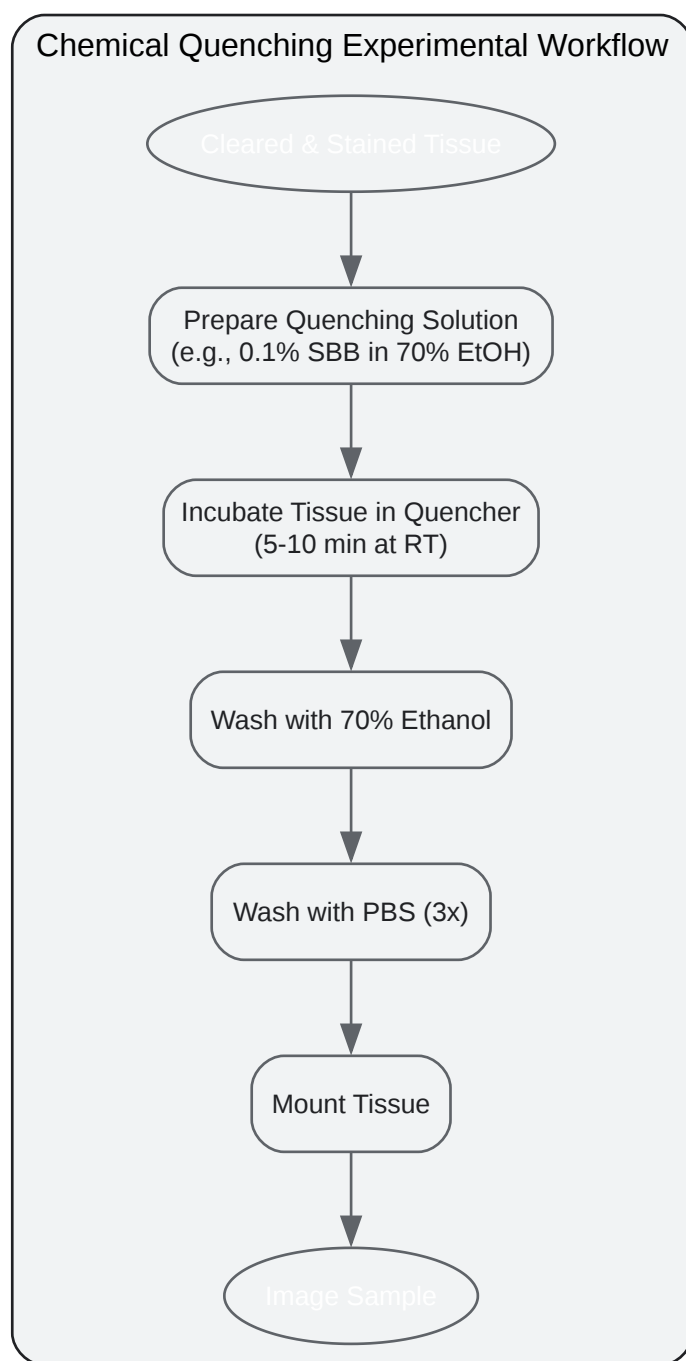 Chemical Quenching Experimental Workflow
Cleared & Stained Tissue
Prepare Quenching Solution
(e.g., 0.1% SBB in 70% EtOH)
Incubate Tissue in Quencher
(5-10 min at RT)
Wash with 70% Ethanol
Wash with PBS (3x)
Mount Tissue
Image Sample